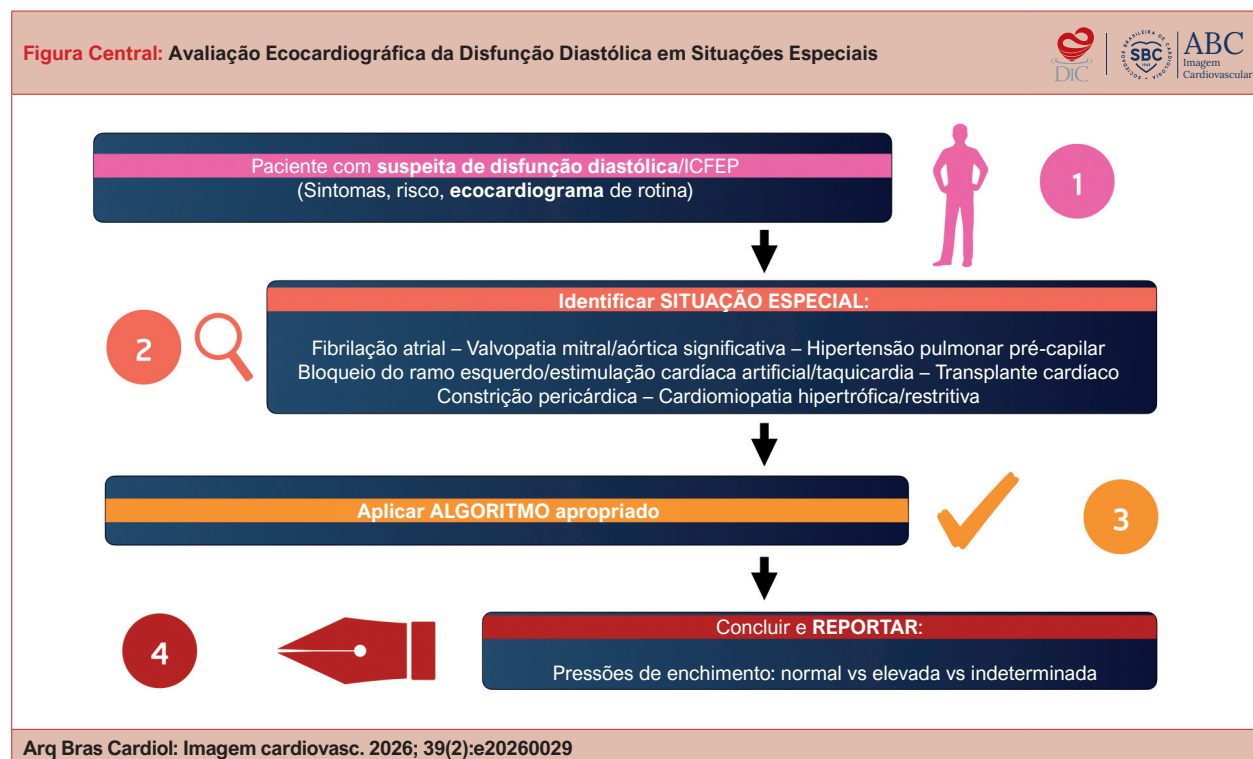 Figura Central: Avaliação Ecocardiográfica da Disfunção Diastólica em Situações Especiais
DIC
SOCIEDADE BRASILEIRA DE CARDIOLOGIA
SBC
ABC
Imagem
Cardiovascular
Paciente com suspeita de disfunção diastólica/ICFEP
(Sintomas, risco, ecocardiograma de rotina)
1
Identificar SITUAÇÃO ESPECIAL:
2
Fibrilação atrial – Valvopatia mitral/aórtica significativa – Hipertensão pulmonar pré-capilar
Bloqueio do ramo esquerdo/estimulação cardíaca artificial/taquicardia – Transplante cardíaco
Constrição pericárdica – Cardiomiopatia hipertrófica/restritiva
Aplicar ALGORITMO apropriado
3
Concluir e REPORTAR:
4
Pressões de enchimento: normal vs elevada vs indeterminada
Arq Bras Cardiol: Imagem cardiovasc. 2026; 39(2):e20260029